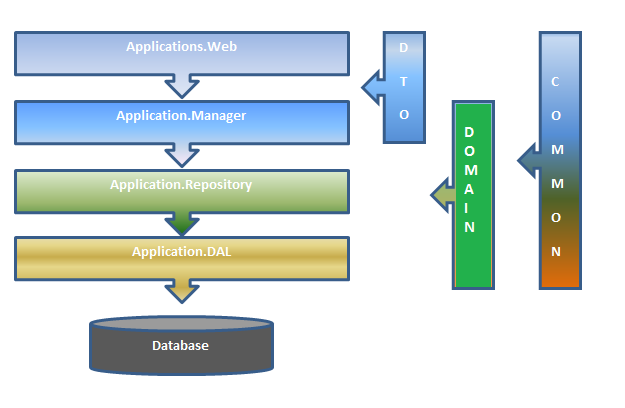 Applications.Web
Application.Manager
Application.Repository
Application.DAL
Database
D
T
O
D
O
M
A
I
N
C
O
M
M
O
N